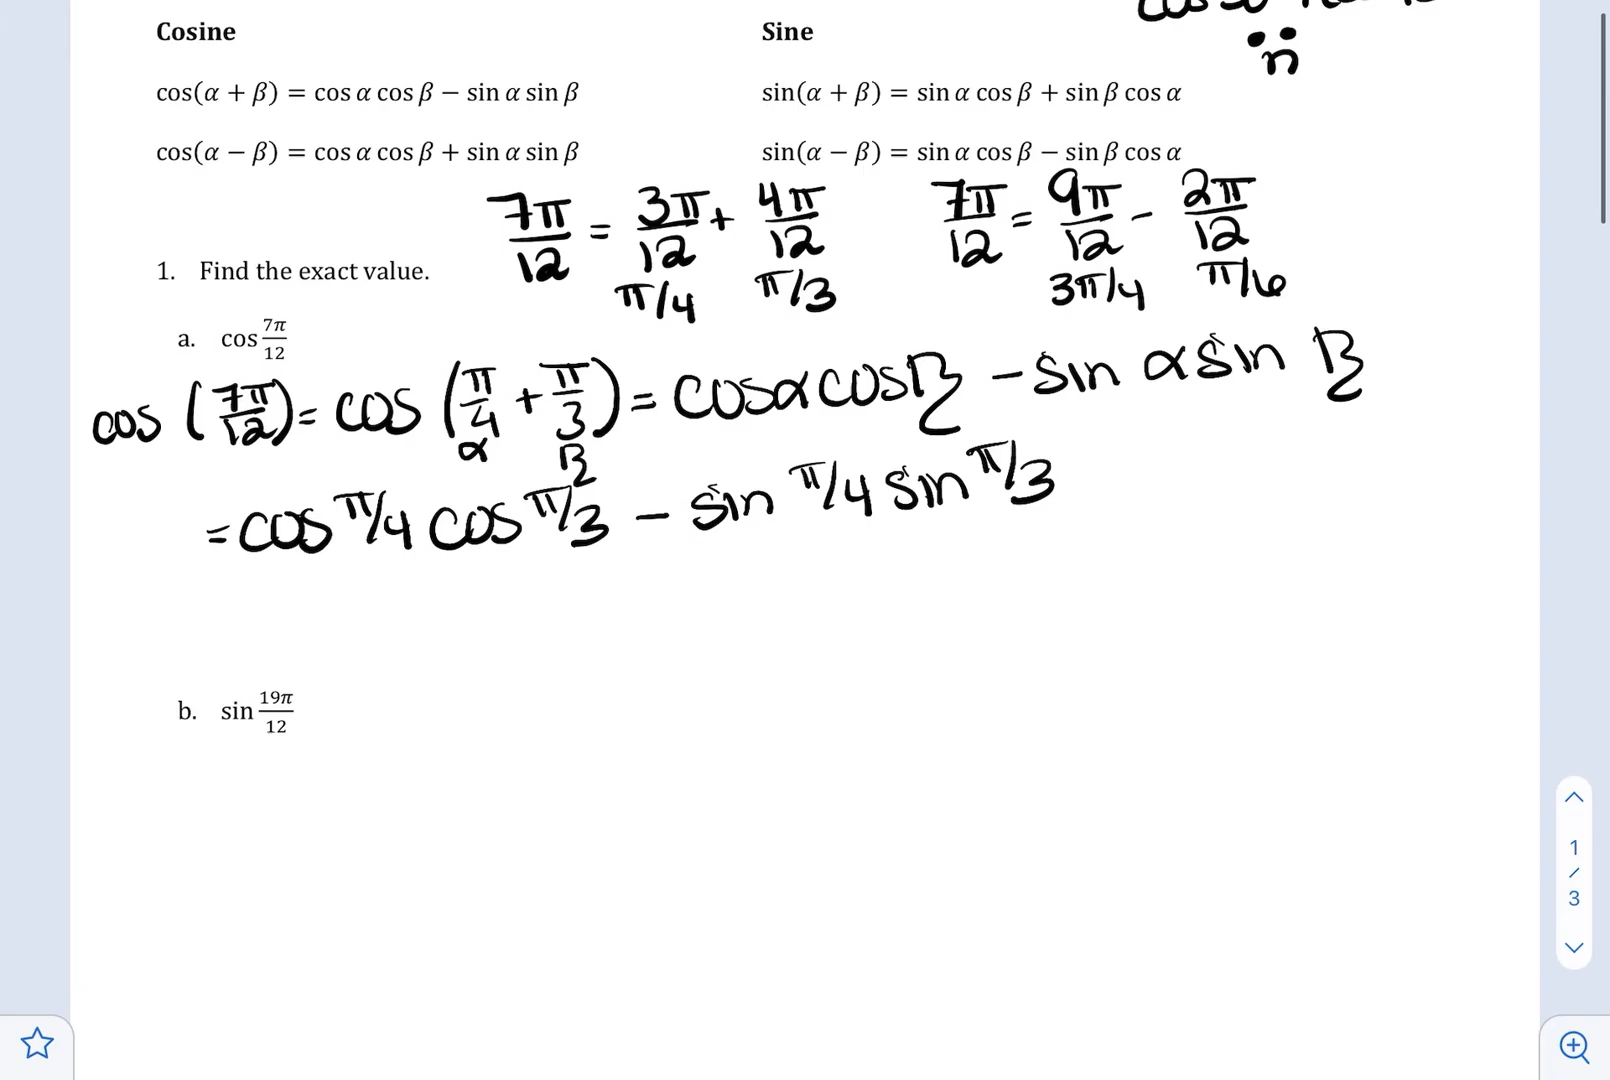 Cosine Sine
cos(α + β) = cos α cos β − sin α sin β sin(α + β) = sin α cos β + sin β cos α
cos(α − β) = cos α cos β + sin α sin β sin(α − β) = sin α cos β − sin β cos α
7π/12 = 3π/12 + 4π/12 7π/12 = 9π/12 − 2π/12
π/4 π/3 3π/4 π/6
1. Find the exact value.
a. cos 7π/12
cos (7π/12) = cos (π/4 + π/3) = cosα cosβ − sin α sin β
α β
= cos π/4 cos π/3 − sin π/4 sin π/3
b. sin 19π/12
1
/
3